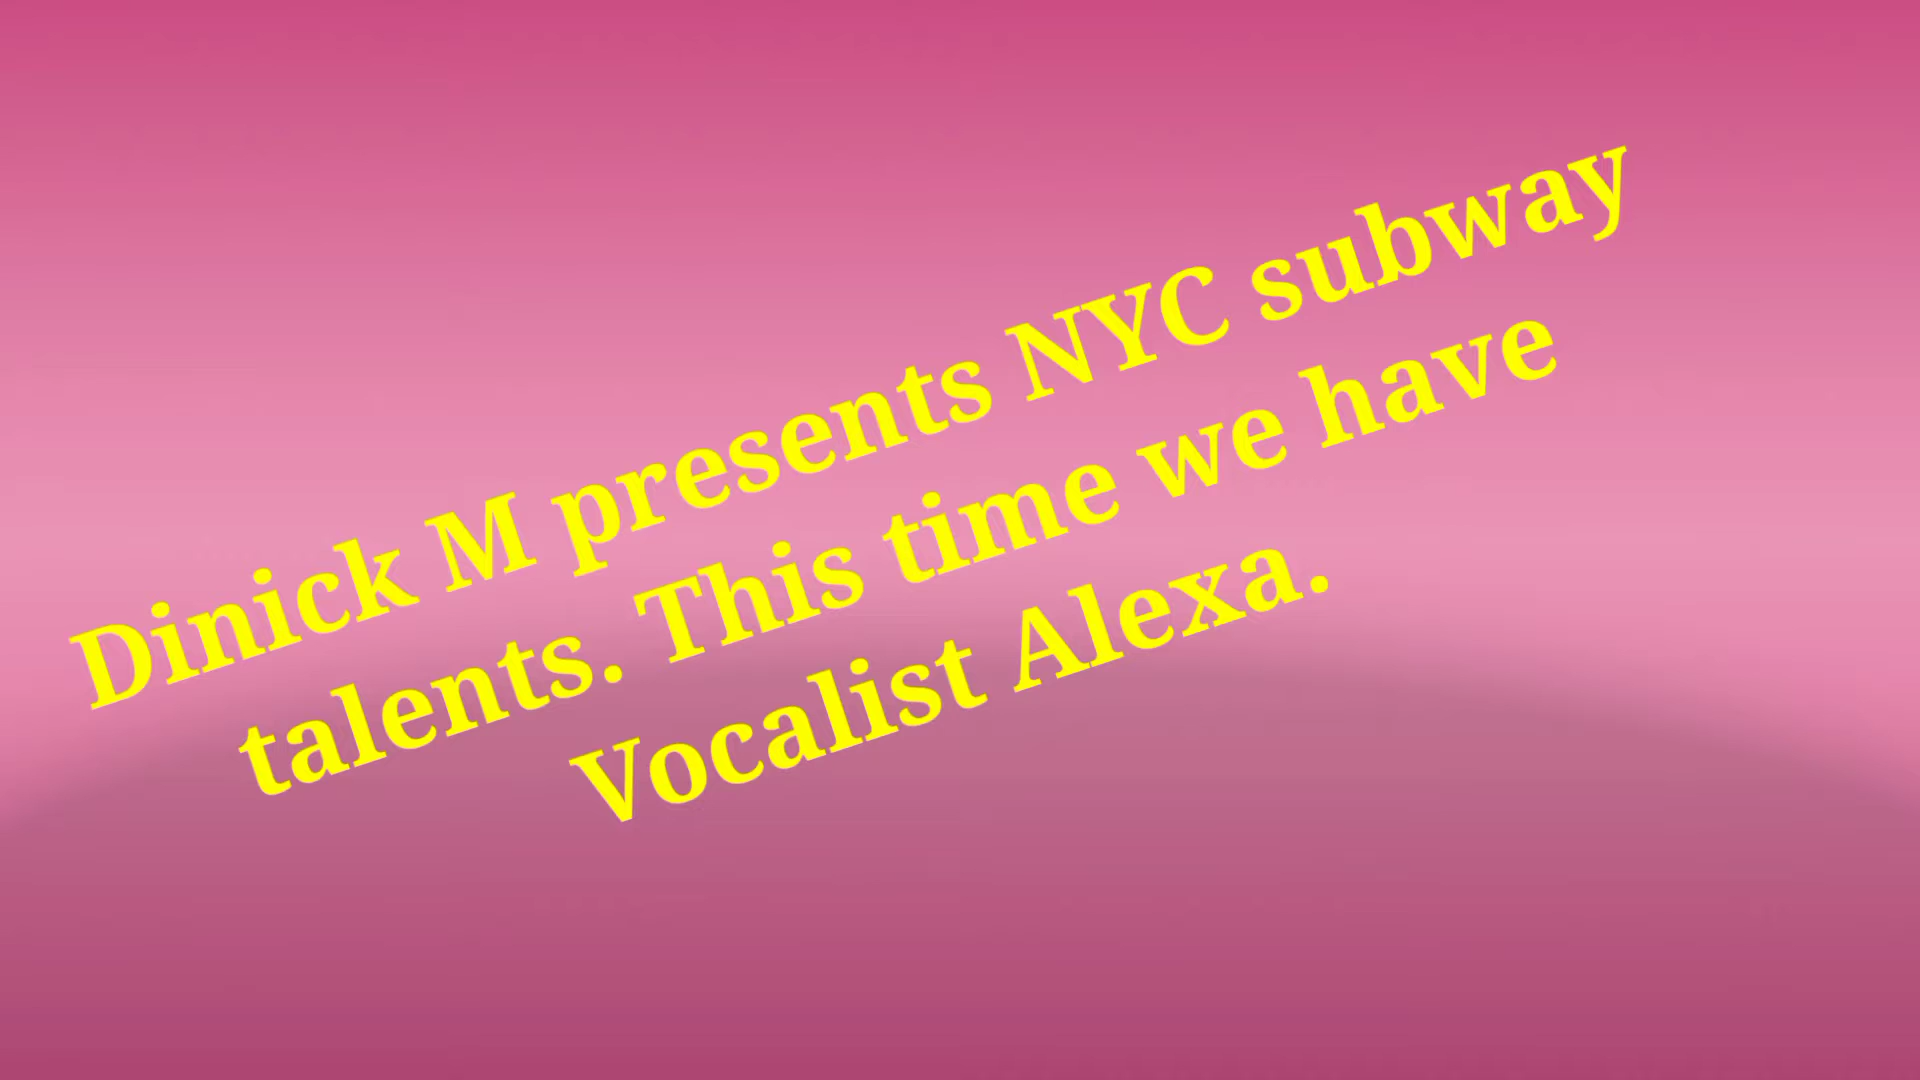 Dinick M presents NYC subway
talents. This time we have
Vocalist Alexa.